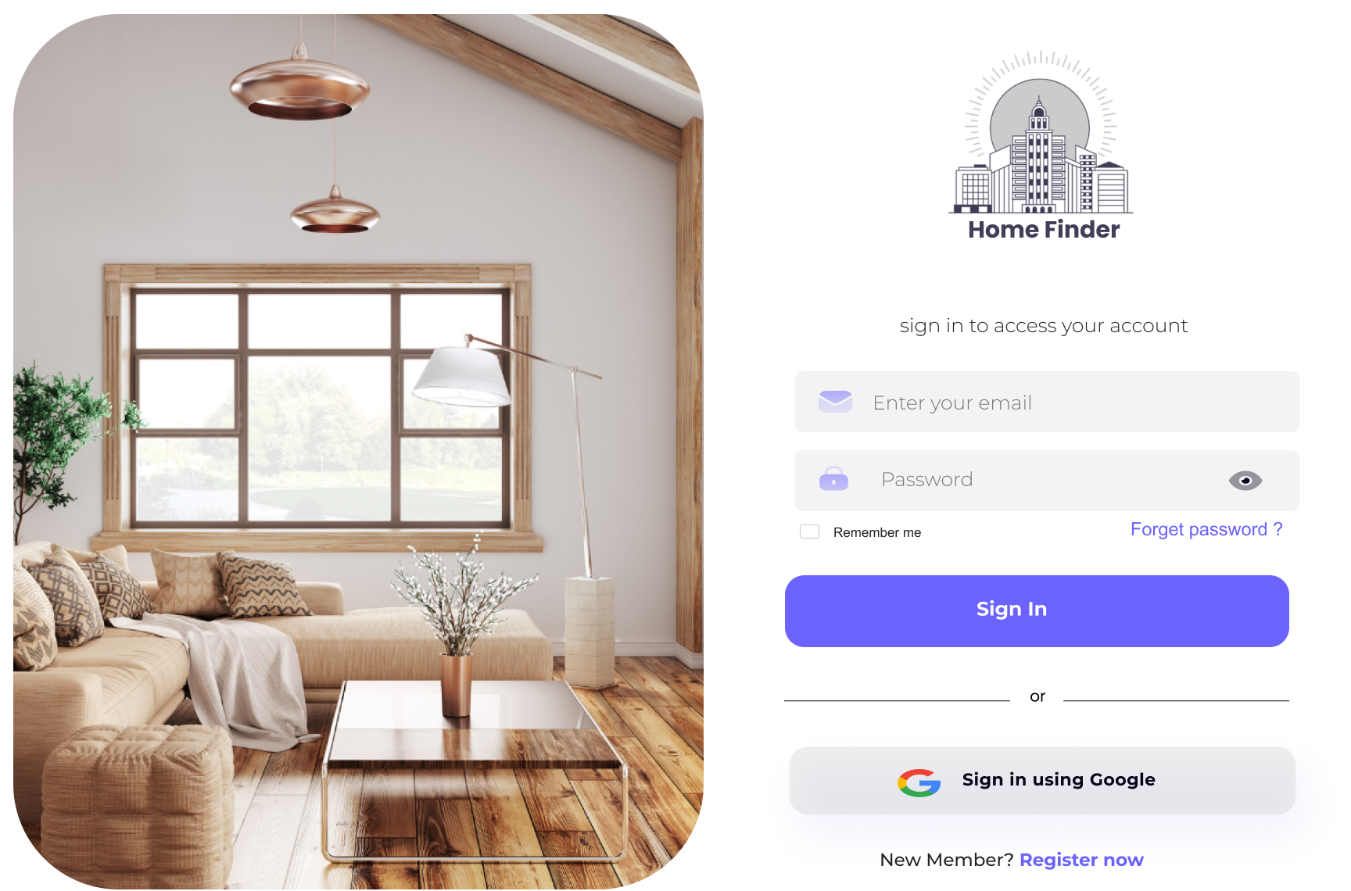 Home Finder
sign in to access your account
Enter your email
Password
Remember me
Forget password ?
Sign In
or
Sign in using Google
New Member? Register now